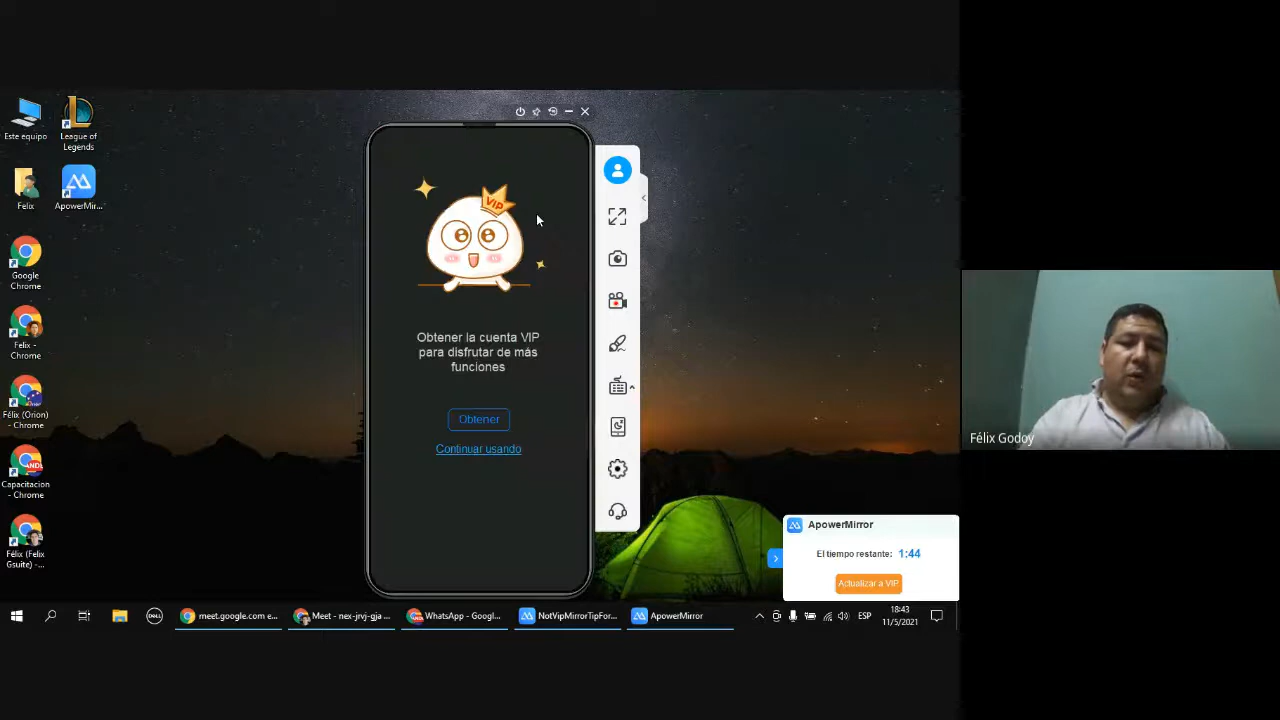 Este equipo
League of
Legends
Felix
ApowerMir...
Google
Chrome
Felix -
Chrome
Félix (Orion)
- Chrome
Capacitacion
- Chrome
Félix (Felix
Gsuite) -...
VIP
Obtener la cuenta VIP
para disfrutar de más
funciones
Obtener
Continuar usando
ApowerMirror
El tiempo restante: 1:44
Actualizar a VIP
Félix Godoy
DELL
meet.google.com e...
Meet - nex-jrvj-gja ...
WhatsApp - Googl...
NotVipMirrorTipFor...
ApowerMirror
ESP
18:43
11/5/2021